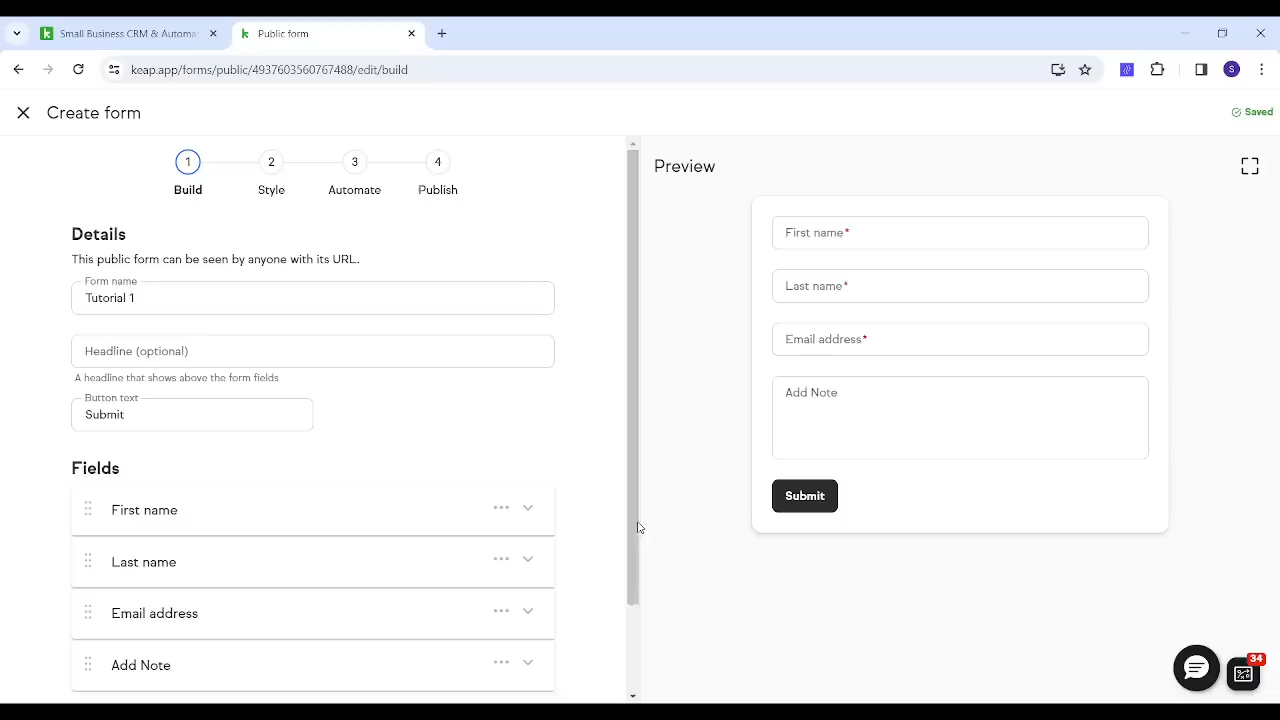 Small Business CRM & Automa
Public form
keap.app/forms/public/4937603560767488/edit/build
S
Create form
Saved
1
2
3
4
Build
Style
Automate
Publish
Details
This public form can be seen by anyone with its URL.
Form name
Tutorial 1
Headline (optional)
A headline that shows above the form fields
Button text
Submit
Fields
First name
Last name
Email address
Add Note
Preview
First name*
Last name*
Email address*
Add Note
Submit
34